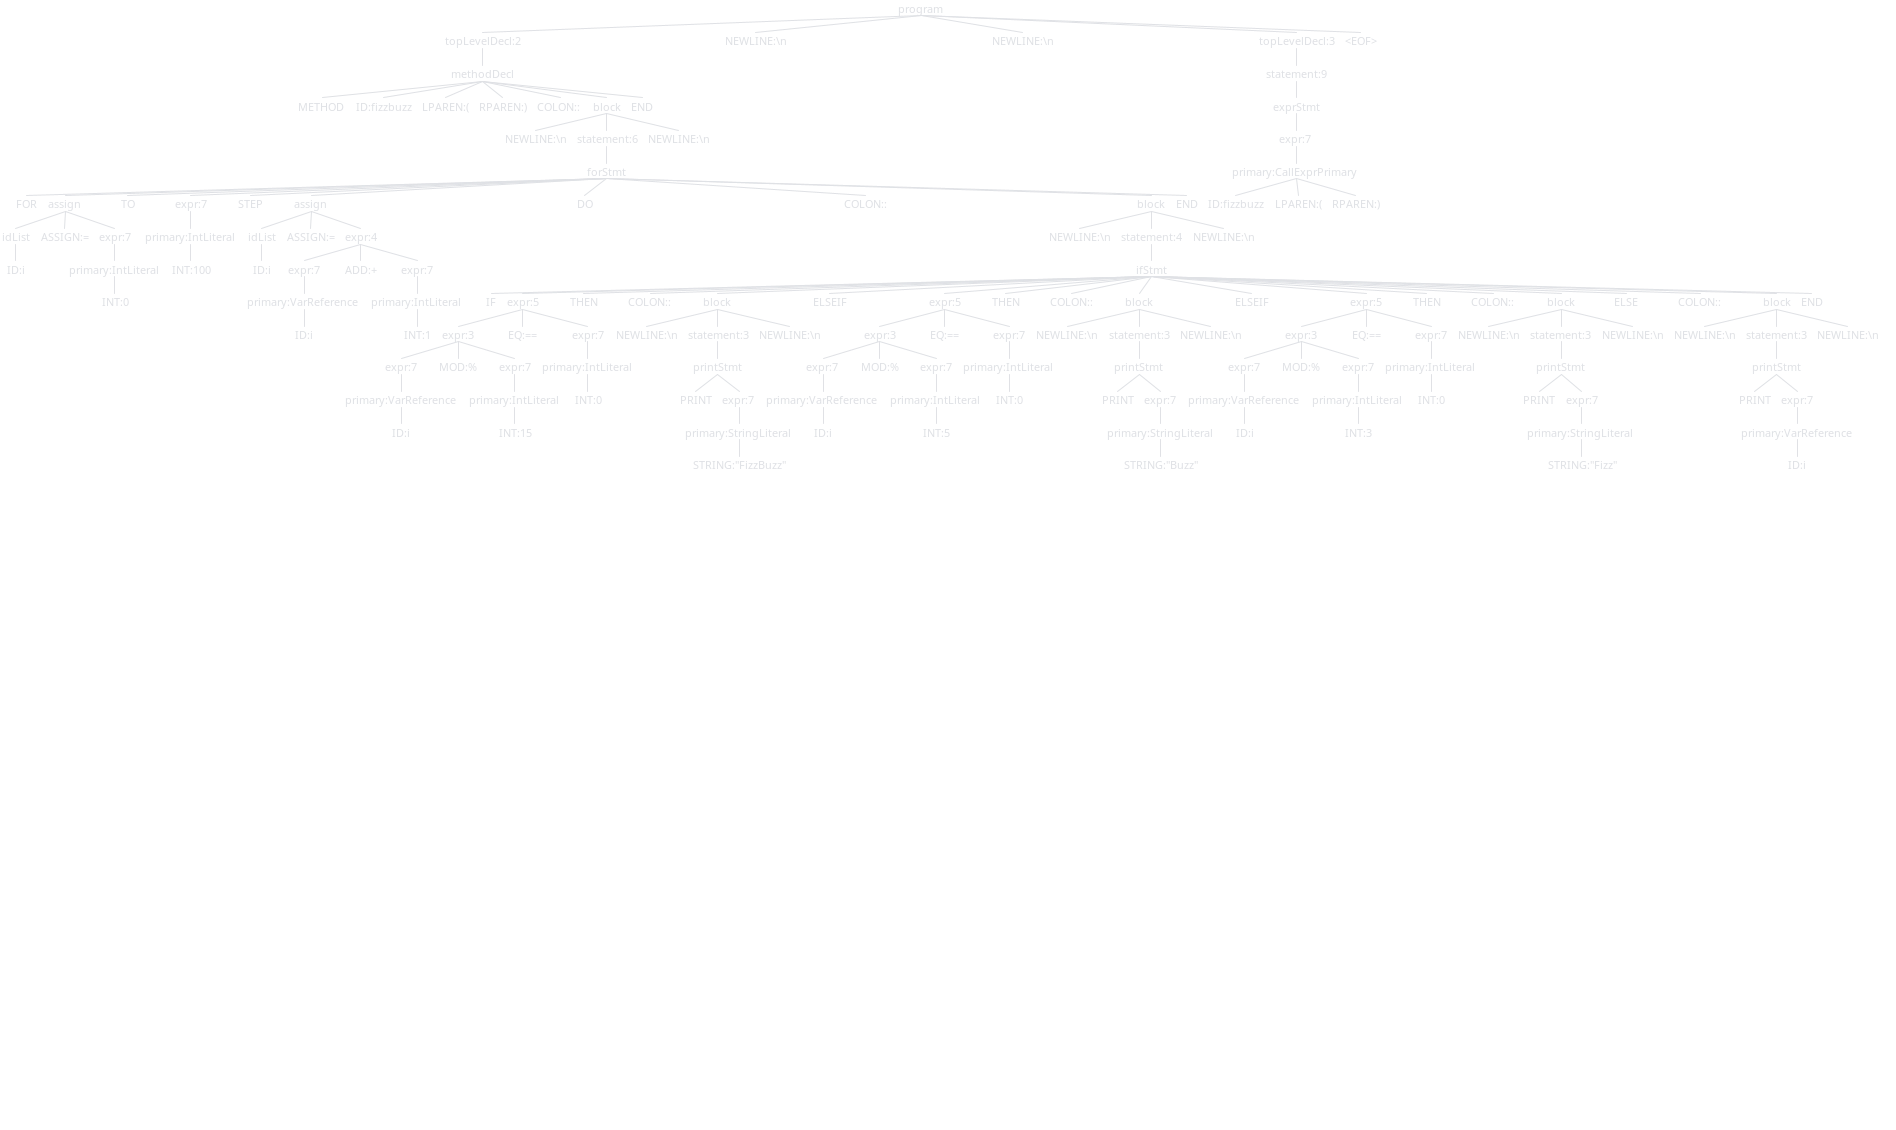 program
topLevelDecl:2 NEWLINE:\n NEWLINE:\n topLevelDecl:3 <EOF>
methodDecl statement:9
METHOD ID:fizzbuzz LPAREN:( RPAREN:) COLON:: block END exprStmt
NEWLINE:\n statement:6 NEWLINE:\n expr:7
forStmt primary:CallExprPrimary
FOR assign TO expr:7 STEP assign DO COLON:: block END ID:fizzbuzz LPAREN:( RPAREN:)
idList ASSIGN:= expr:7 primary:IntLiteral idList ASSIGN:= expr:4 NEWLINE:\n statement:4 NEWLINE:\n
ID:i primary:IntLiteral INT:100 ID:i expr:7 ADD:+ expr:7 ifStmt
INT:0 primary:VarReference primary:IntLiteral IF expr:5 THEN COLON:: block ELSEIF expr:5 THEN COLON:: block ELSEIF expr:5 THEN COLON:: block ELSE COLON:: block END
ID:i INT:1 expr:3 EQ:== expr:7 NEWLINE:\n statement:3 NEWLINE:\n expr:3 EQ:== expr:7 NEWLINE:\n statement:3 NEWLINE:\n expr:3 EQ:== expr:7 NEWLINE:\n statement:3 NEWLINE:\n NEWLINE:\n statement:3 NEWLINE:\n
expr:7 MOD:% expr:7 primary:IntLiteral printStmt expr:7 MOD:% expr:7 primary:IntLiteral printStmt expr:7 MOD:% expr:7 primary:IntLiteral printStmt printStmt
primary:VarReference primary:IntLiteral INT:0 PRINT expr:7 primary:VarReference primary:IntLiteral INT:0 PRINT expr:7 primary:VarReference primary:IntLiteral INT:0 PRINT expr:7 PRINT expr:7
ID:i INT:15 primary:StringLiteral ID:i INT:5 primary:StringLiteral ID:i INT:3 primary:StringLiteral primary:VarReference
STRING:"FizzBuzz" STRING:"Buzz" STRING:"Fizz" ID:i